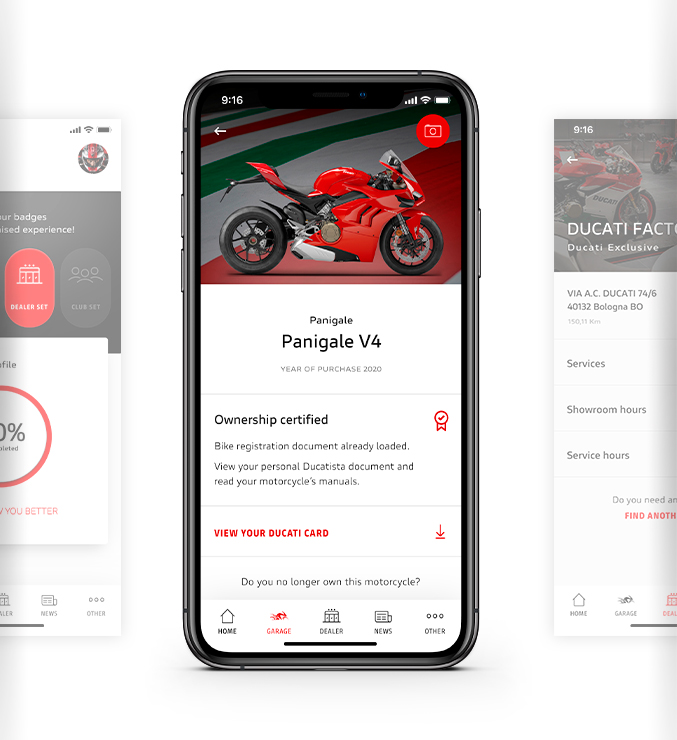 ur badges
ised experience!
DEALER SET
CLUB SET
ofile
0%
pleted
YOU BETTER
ALER
NEWS
OTHER
9:16
Panigale
Panigale V4
YEAR OF PURCHASE 2020
Ownership certified
Bike registration document already loaded.
View your personal Ducatista document and
read your motorcycle's manuals.
VIEW YOUR DUCATI CARD
Do you no longer own this motorcycle?
HOME
GARAGE
DEALER
NEWS
OTHER
9:16
DUCATI
DUCATI FACTO
Ducati Exclusive
VIA A.C. DUCATI 74/6
40132 Bologna BO
150,11 Km
Services
Showroom hours
Service hours
Do you need an
FIND ANOTH
HOME
GARAGE
DEAL